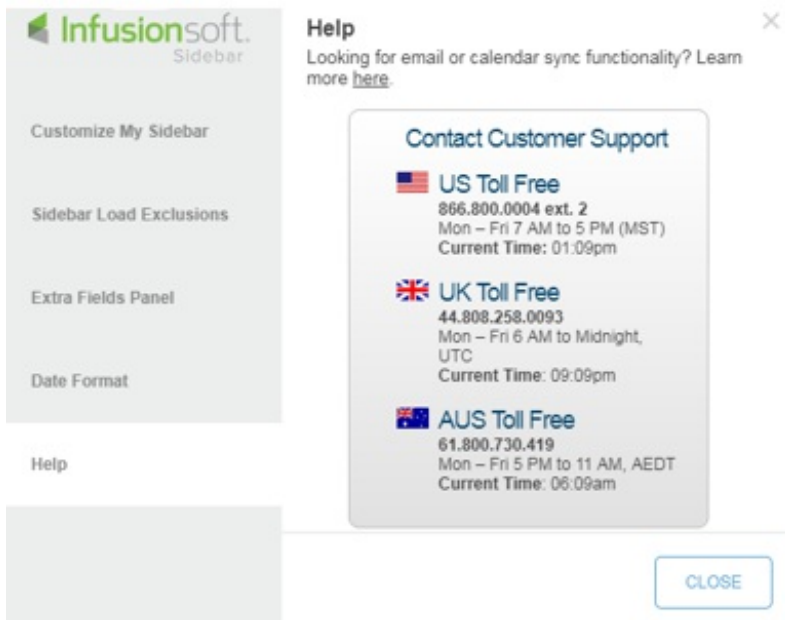 Infusionsoft.
Sidebar
Customize My Sidebar
Sidebar Load Exclusions
Extra Fields Panel
Date Format
Help
Help
Looking for email or calendar sync functionality? Learn
more here.
Contact Customer Support
US Toll Free
866.800.0004 ext. 2
Mon – Fri 7 AM to 5 PM (MST)
Current Time: 01:09pm
UK Toll Free
44.808.258.0093
Mon – Fri 6 AM to Midnight,
UTC
Current Time: 09:09pm
AUS Toll Free
61.800.730.419
Mon – Fri 5 PM to 11 AM, AEDT
Current Time: 06:09am
CLOSE